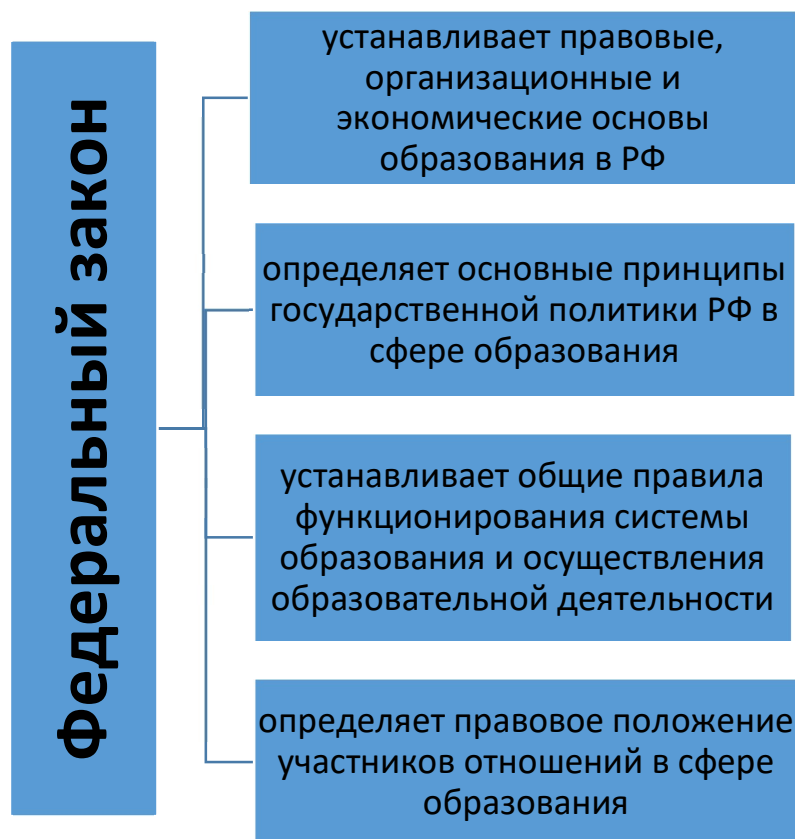 Федеральный закон
устанавливает правовые,
организационные и
экономические основы
образования в РФ
определяет основные принципы
государственной политики РФ в
сфере образования
устанавливает общие правила
функционирования системы
образования и осуществления
образовательной деятельности
определяет правовое положение
участников отношений в сфере
образования